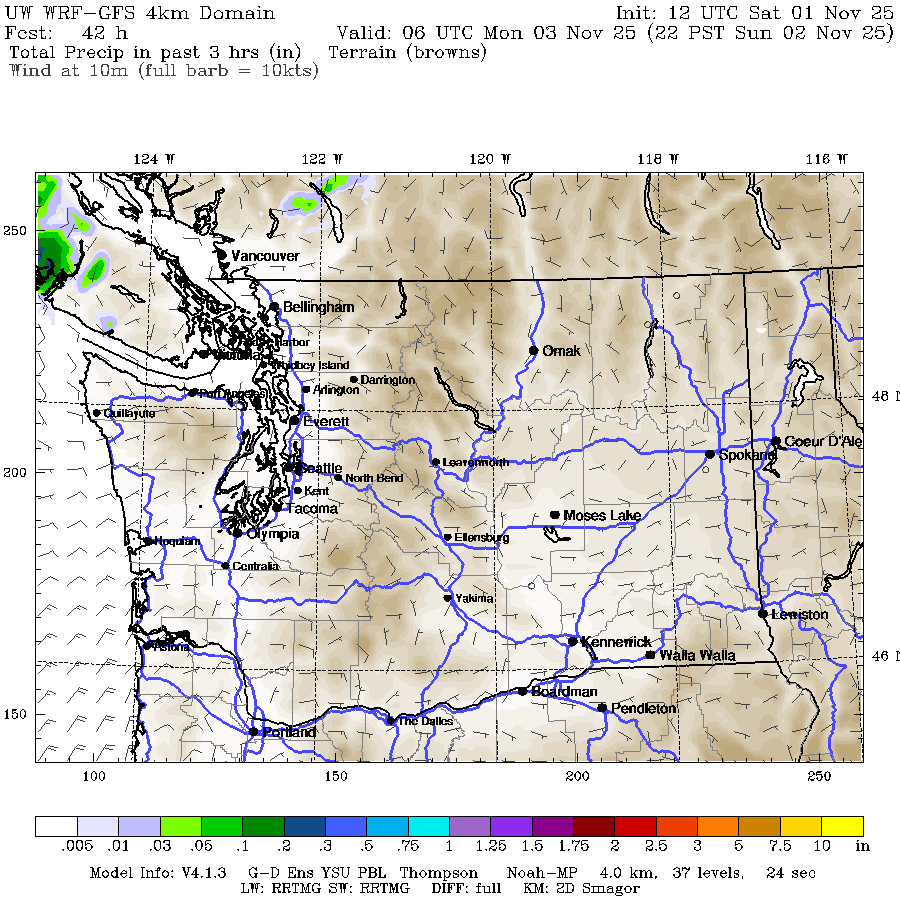 UW WRF-GFS 4km Domain Init: 12 UTC Sat 01 Nov 25
Fcst: 42 h Valid: 06 UTC Mon 03 Nov 25 (22 PST Sun 02 Nov 25)
Total Precip in past 3 hrs (in) Terrain (browns)
Wind at 10m (full barb = 10kts)
124 W 122 W 120 W 118 W 116 W
250
Vancouver
Bellingham
Harbor
Omak
Whidbey Island
Darrington
Arlington
Port Angeles
48 N
Quillayute
Everett
Coeur D'Ale
Spokane
Leavenworth
200
Seattle
North Bend
Kent
Tacoma
Moses Lake
Olympia
Ellensburg
Hoquiam
Centralia
Yakima
Lewiston
Kennewick
Astoria
Walla Walla
46 N
Boardman
Pendleton
150
The Dalles
Portland
100 150 200 250
.005 .01 .03 .05 .1 .2 .3 .5 .75 1 1.25 1.5 1.75 2 2.5 3 5 7.5 10 in
Model Info: V4.1.3 G-D Ens YSU PBL Thompson Noah-MP 4.0 km, 37 levels, 24 sec
LW: RRTMG SW: RRTMG DIFF: full KM: 2D Smagor